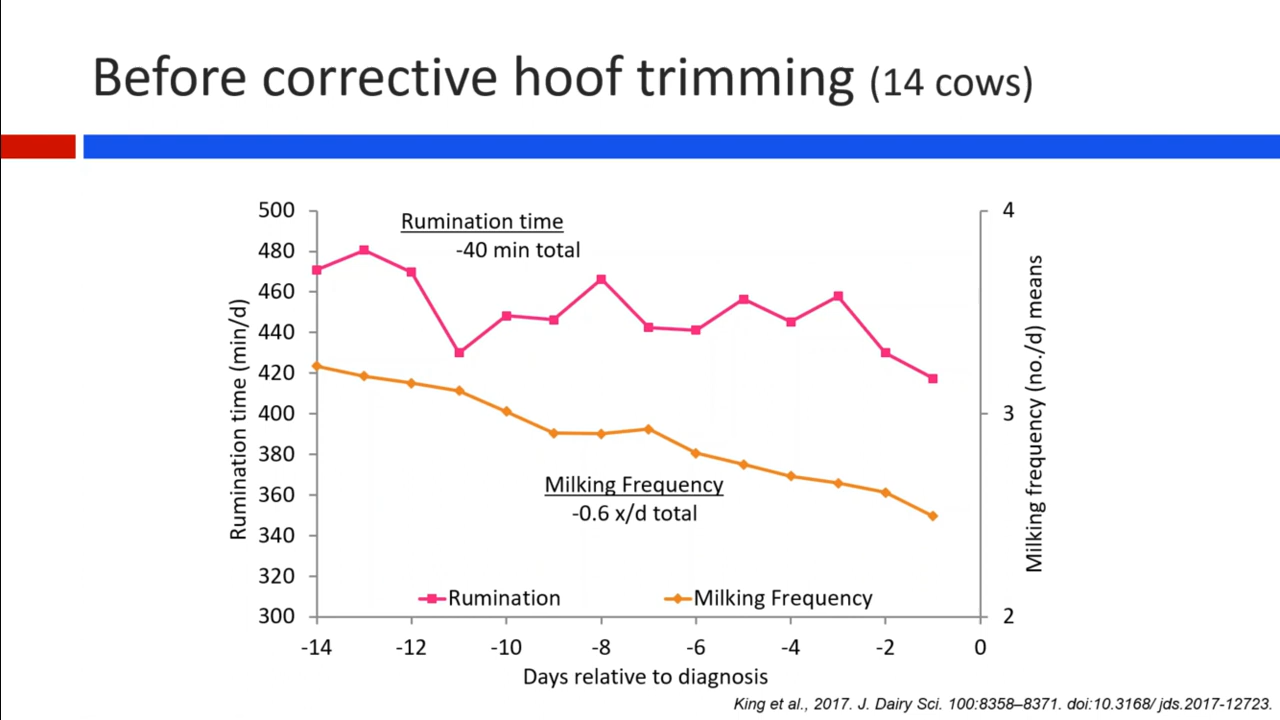 Before corrective hoof trimming (14 cows)
Rumination time
-40 min total
500
480
460
440
420
400
380
360
340
320
300
Rumination time (min/d)
4
3
2
Milking frequency (no./d) means
Milking Frequency
-0.6 x/d total
Rumination
Milking Frequency
-14
-12
-10
-8
-6
-4
-2
0
Days relative to diagnosis
King et al., 2017. J. Dairy Sci. 100:8358–8371. doi:10.3168/ jds.2017-12723.